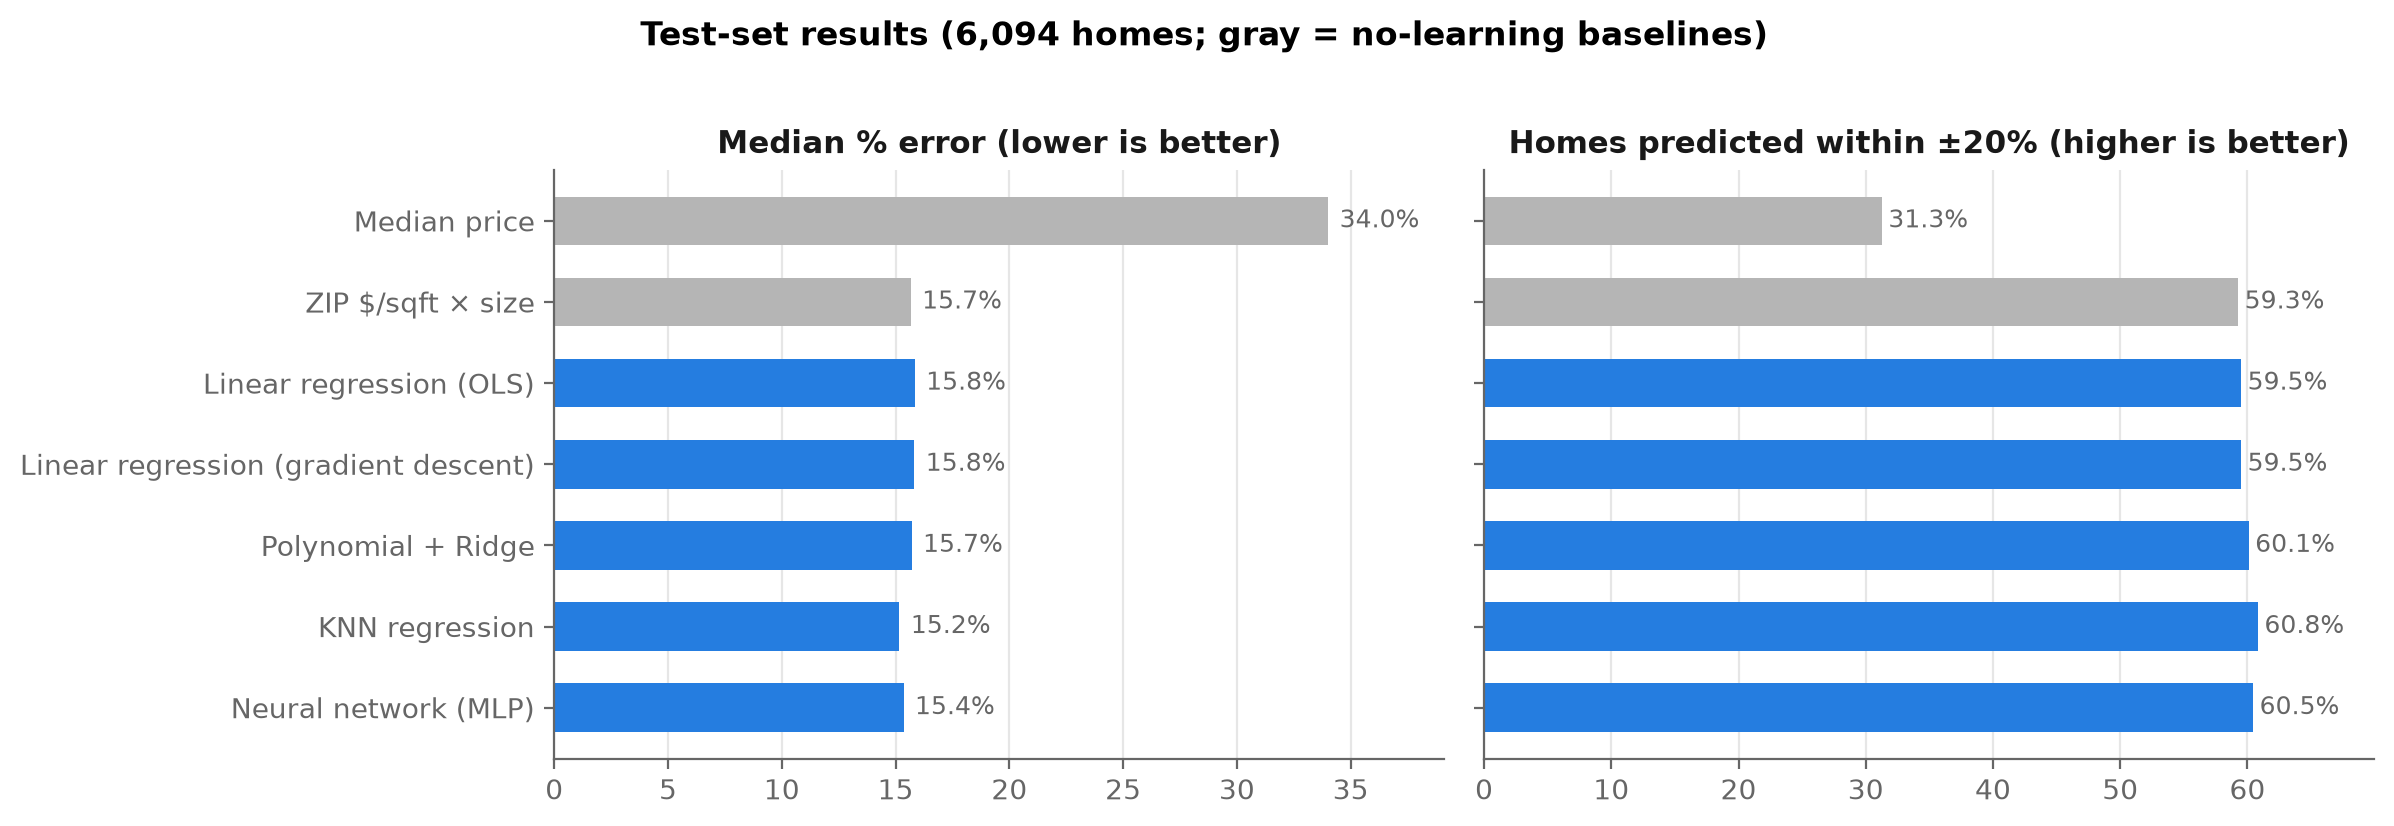 Test-set results (6,094 homes; gray = no-learning baselines)
Median % error (lower is better)
Median price
34.0%
ZIP $/sqft × size
15.7%
Linear regression (OLS)
15.8%
Linear regression (gradient descent)
15.8%
Polynomial + Ridge
15.7%
KNN regression
15.2%
Neural network (MLP)
15.4%
0 5 10 15 20 25 30 35
Homes predicted within ±20% (higher is better)
31.3%
59.3%
59.5%
59.5%
60.1%
60.8%
60.5%
0 10 20 30 40 50 60